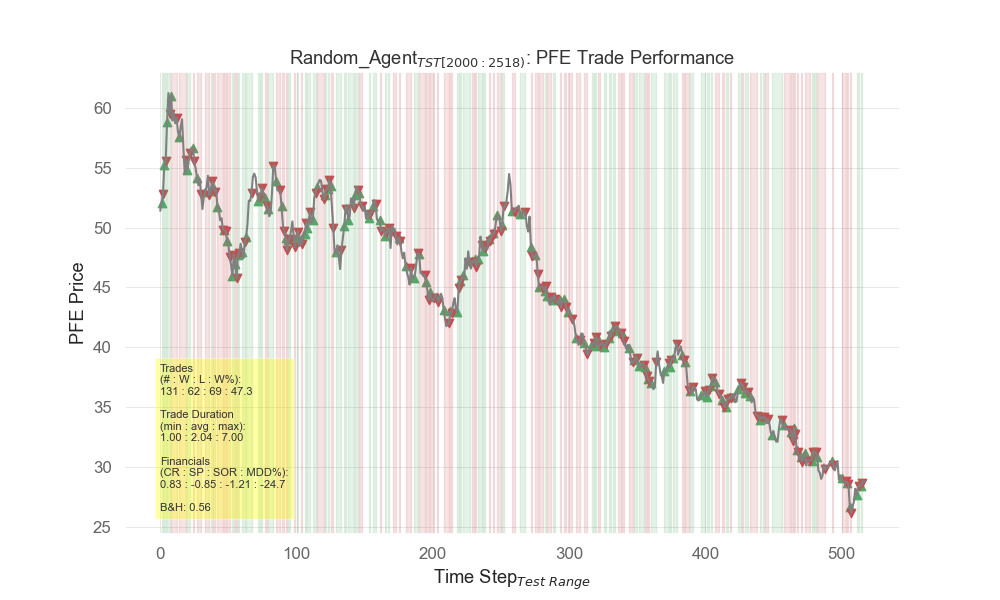 Random_Agent_TST[2000 : 2518): PFE Trade Performance
60
55
50
45
40
35
30
25
PFE Price
Trades
(# : W : L : W%):
131 : 62 : 69 : 47.3
Trade Duration
(min : avg : max):
1.00 : 2.04 : 7.00
Financials
(CR : SP : SOR : MDD%):
0.83 : -0.85 : -1.21 : -24.7
B&H: 0.56
0 100 200 300 400 500
Time Step_Test Range